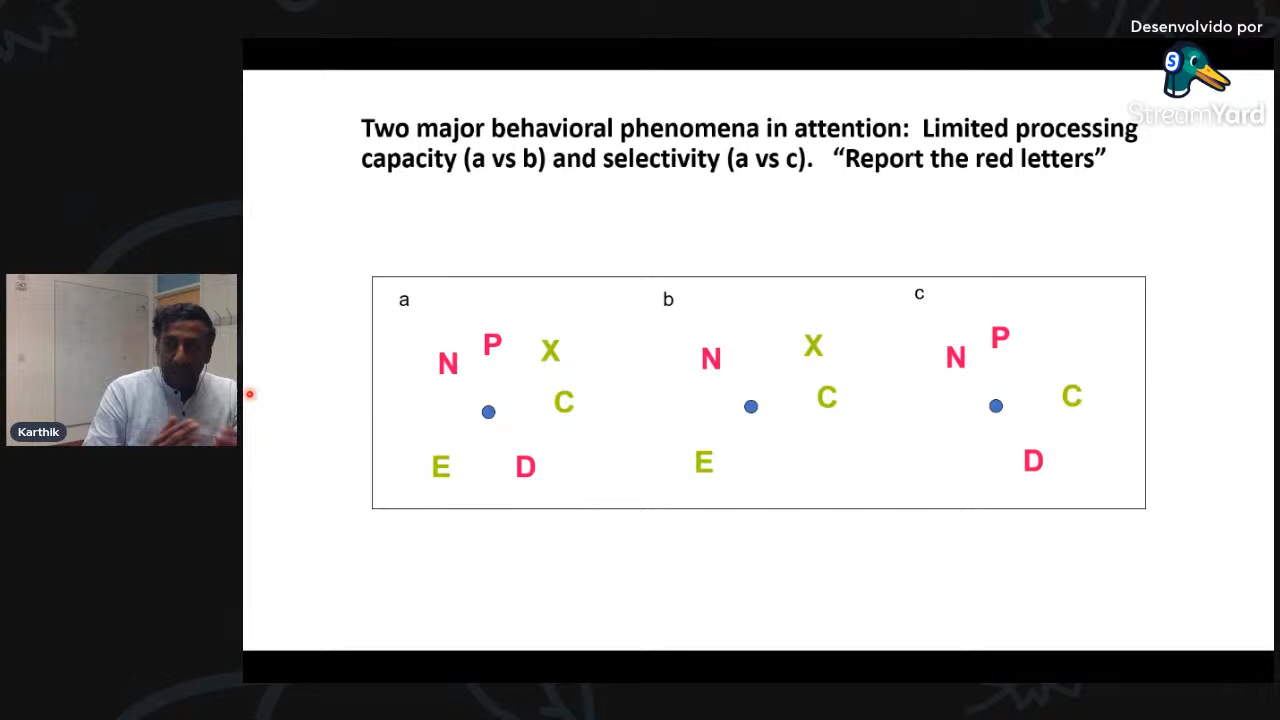 Desenvolvido por
S
StreamYard
Two major behavioral phenomena in attention:  Limited processing
capacity (a vs b) and selectivity (a vs c).   “Report the red letters”
a
N P X
C
E D
b
N X
C
E
c
N P
C
D
Karthik